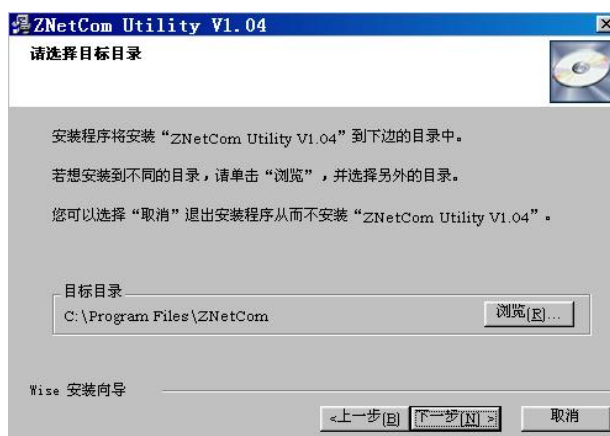 ZNetCom Utility V1.04
请选择目标目录
安装程序将安装“ZNetCom Utility V1.04”到下边的目录中。
若想安装到不同的目录，请单击“浏览”，并选择另外的目录。
您可以选择“取消”退出安装程序从而不安装“ZNetCom Utility V1.04”。
目标目录
C:\Program Files\ZNetCom
浏览(R)...
Wise 安装向导
<上一步(B) 下一步(N) > 取消